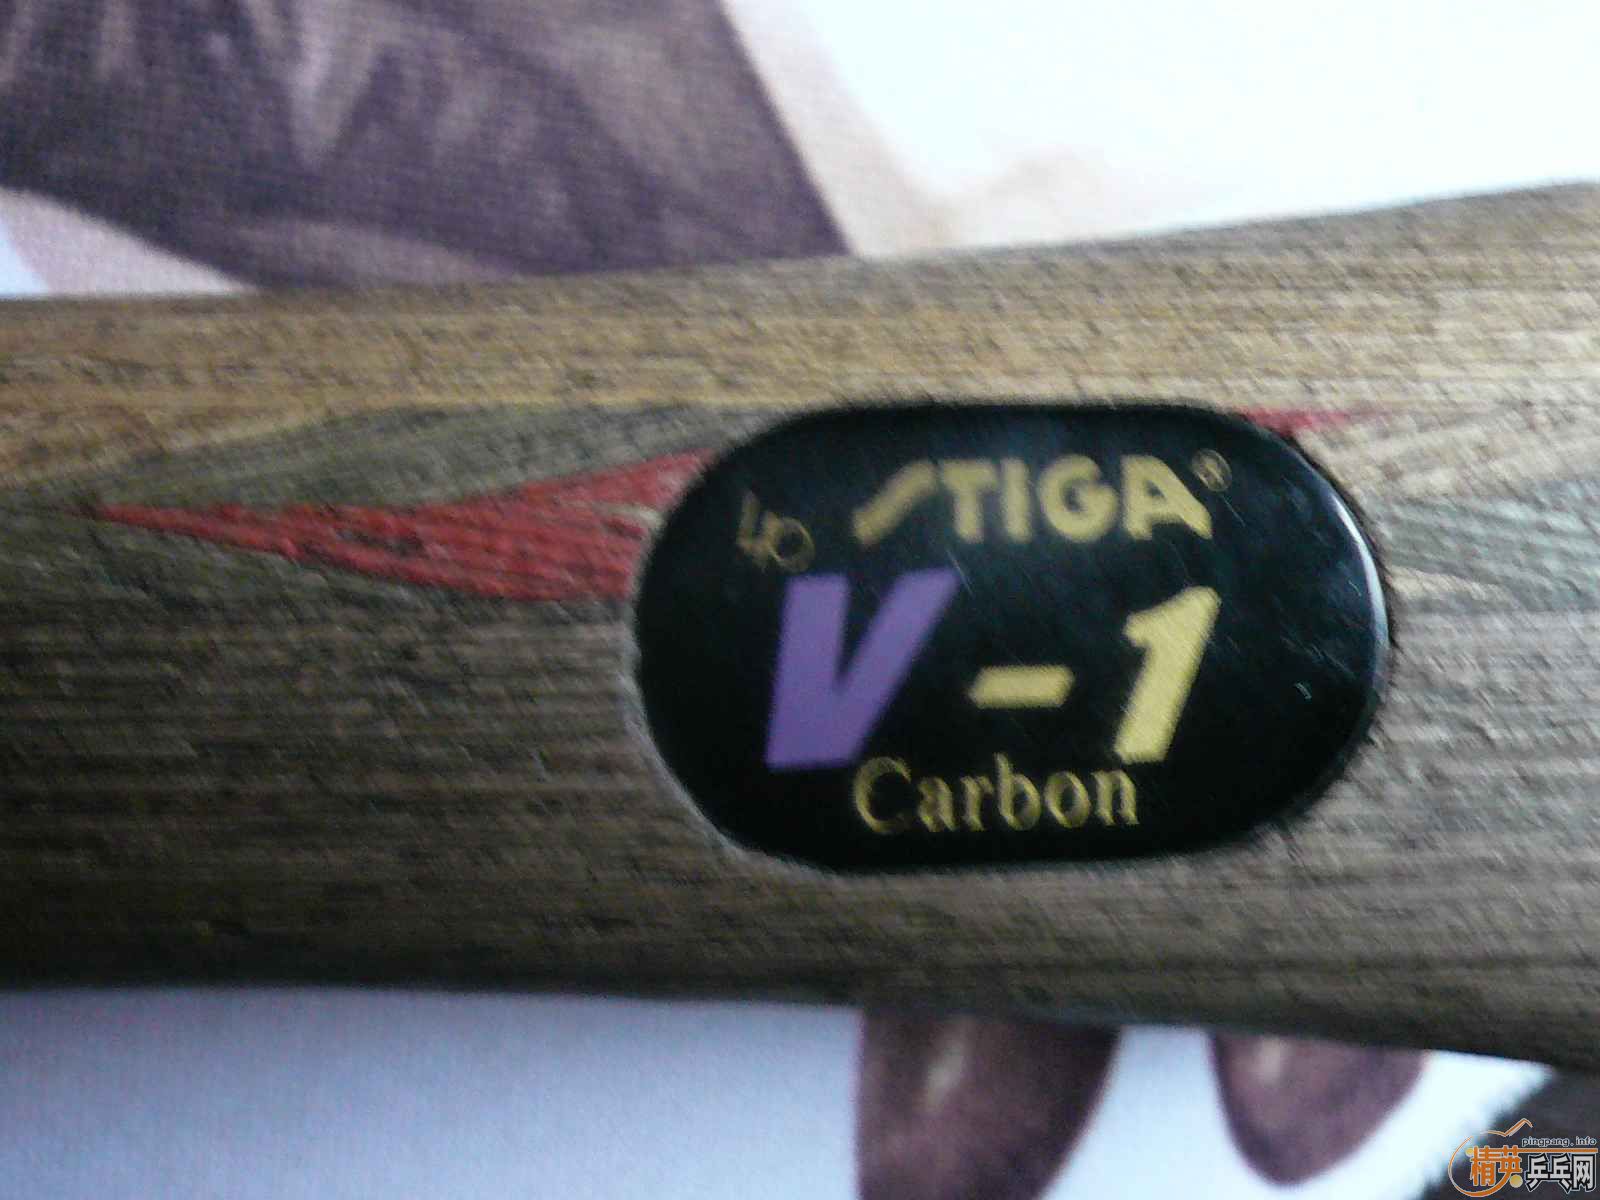 STIGA®
V-1
Carbon
pingpang.info
精英乒乓网